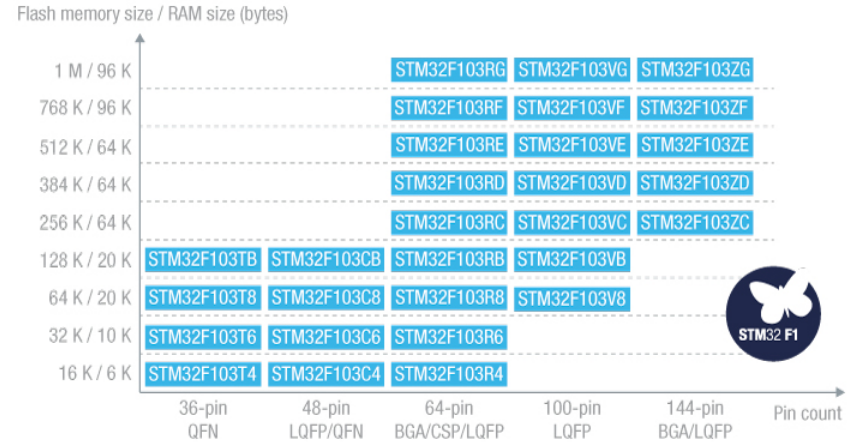 Flash memory size / RAM size (bytes)
1 M / 96 K STM32F103RG STM32F103VG STM32F103ZG
768 K / 96 K STM32F103RF STM32F103VF STM32F103ZF
512 K / 64 K STM32F103RE STM32F103VE STM32F103ZE
384 K / 64 K STM32F103RD STM32F103VD STM32F103ZD
256 K / 64 K STM32F103RC STM32F103VC STM32F103ZC
128 K / 20 K STM32F103TB STM32F103CB STM32F103RB STM32F103VB
64 K / 20 K STM32F103T8 STM32F103C8 STM32F103R8 STM32F103V8
32 K / 10 K STM32F103T6 STM32F103C6 STM32F103R6
STM32 F1
16 K / 6 K STM32F103T4 STM32F103C4 STM32F103R4
36-pin 48-pin 64-pin 100-pin 144-pin Pin count
QFN LQFP/QFN BGA/CSP/LQFP LQFP BGA/LQFP